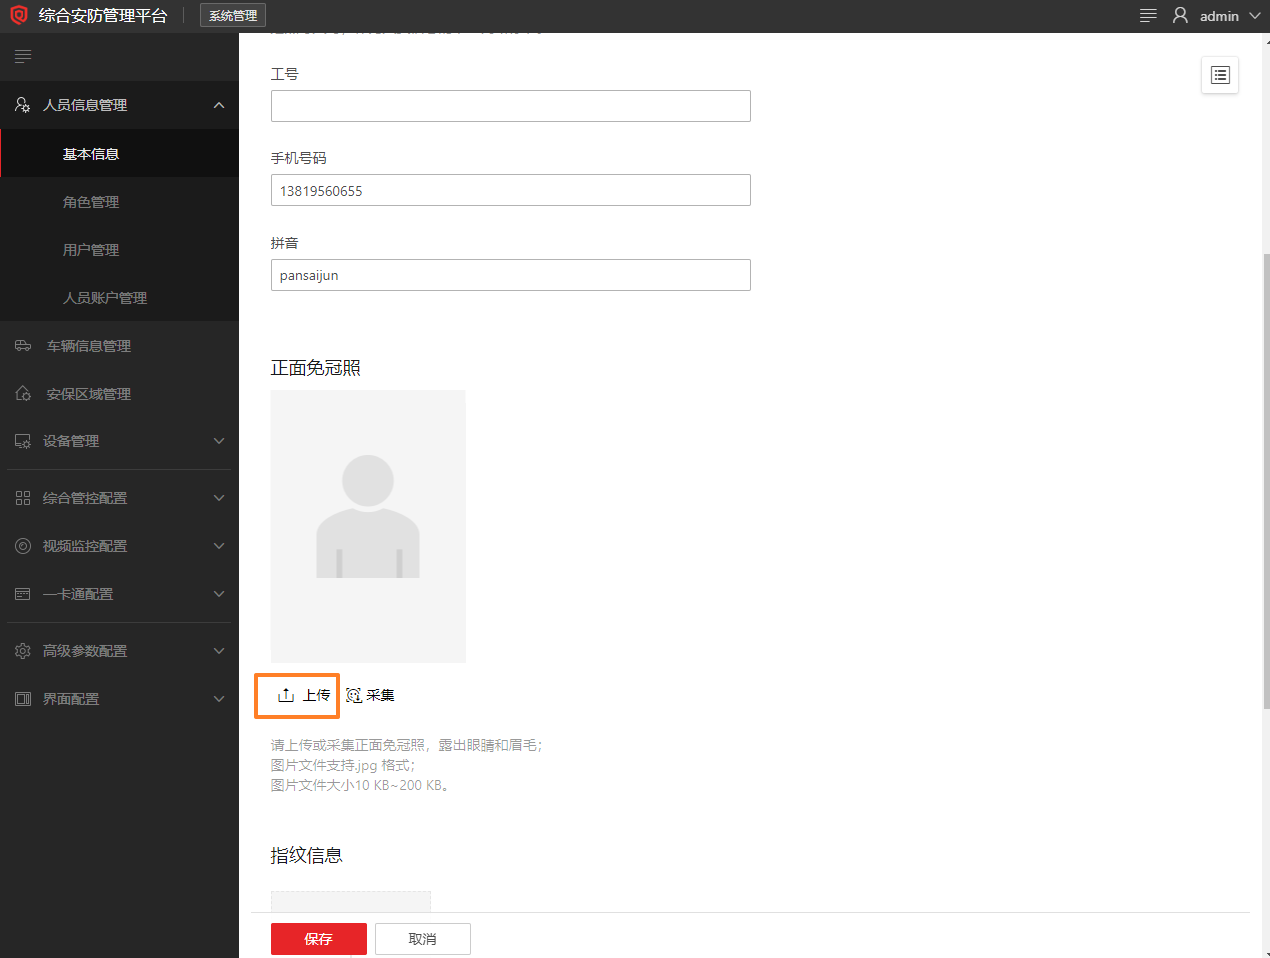 综合安防管理平台
系统管理
admin
人员信息管理
基本信息
角色管理
用户管理
人员账户管理
车辆信息管理
安保区域管理
设备管理
综合管控配置
视频监控配置
一卡通配置
高级参数配置
界面配置
工号
手机号码
13819560655
拼音
pansaijun
正面免冠照
上传
采集
请上传或采集正面免冠照，露出眼睛和眉毛；
图片文件支持.jpg 格式；
图片文件大小10 KB~200 KB。
指纹信息
保存
取消